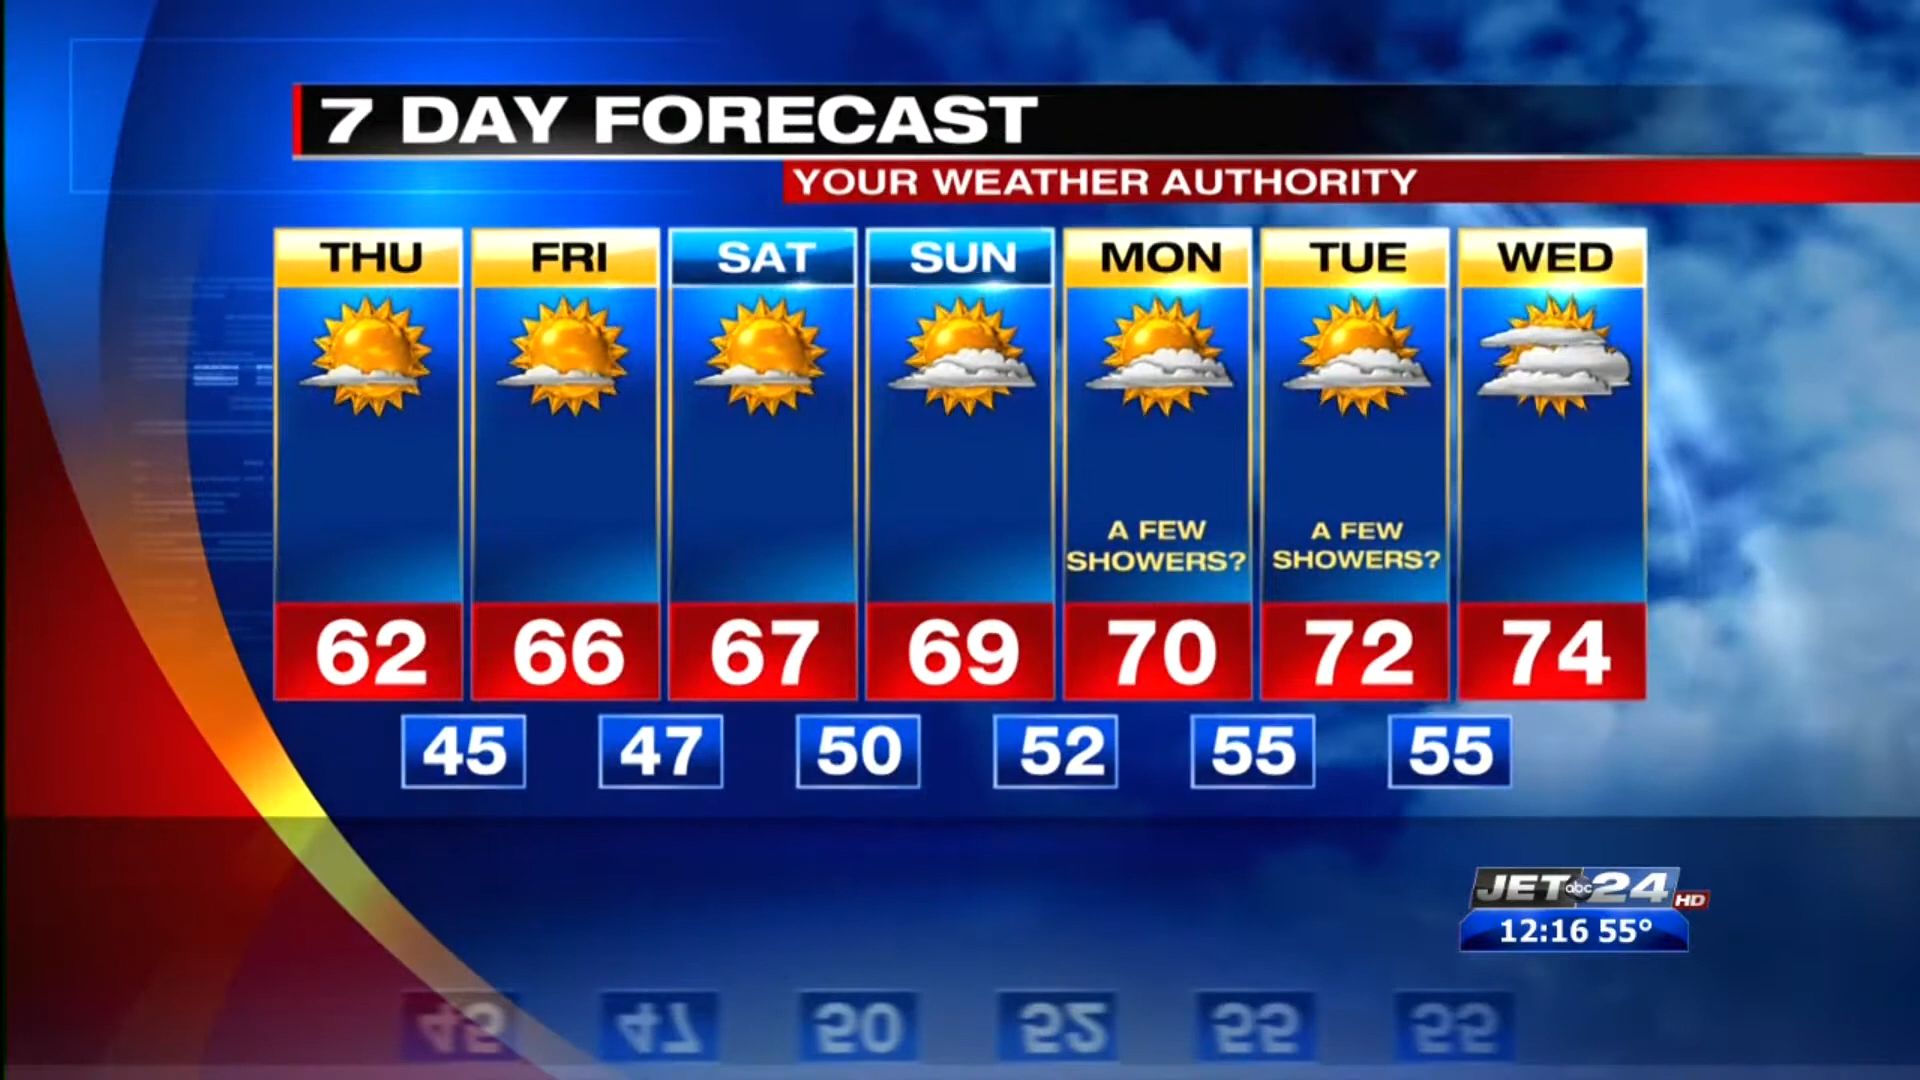 7 DAY FORECAST
YOUR WEATHER AUTHORITY
THU FRI SAT SUN MON TUE WED
A FEW SHOWERS?
A FEW SHOWERS?
62 66 67 69 70 72 74
45 47 50 52 55 55
JET abc 24 HD
12:16 55°